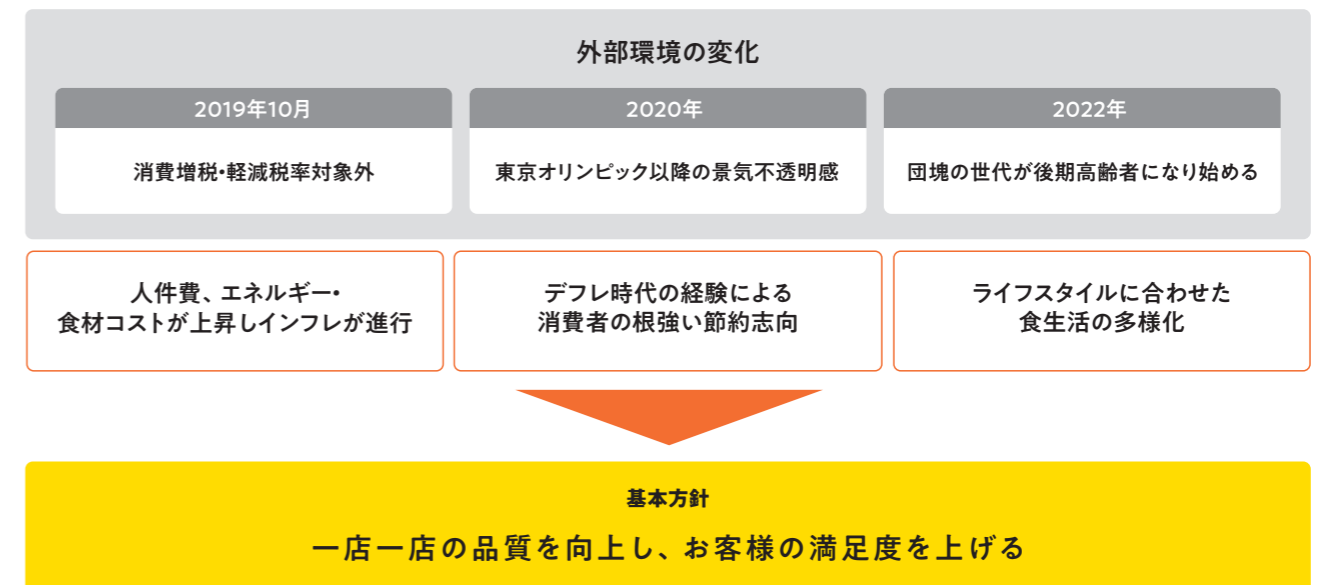 外部環境の変化
2019年10月
消費増税・軽減税率対象外
2020年
東京オリンピック以降の景気不透明感
2022年
団塊の世代が後期高齢者になり始める
人件費、エネルギー・
食材コストが上昇しインフレが進行
デフレ時代の経験による
消費者の根強い節約志向
ライフスタイルに合わせた
食生活の多様化
基本方針
一店一店の品質を向上し、お客様の満足度を上げる